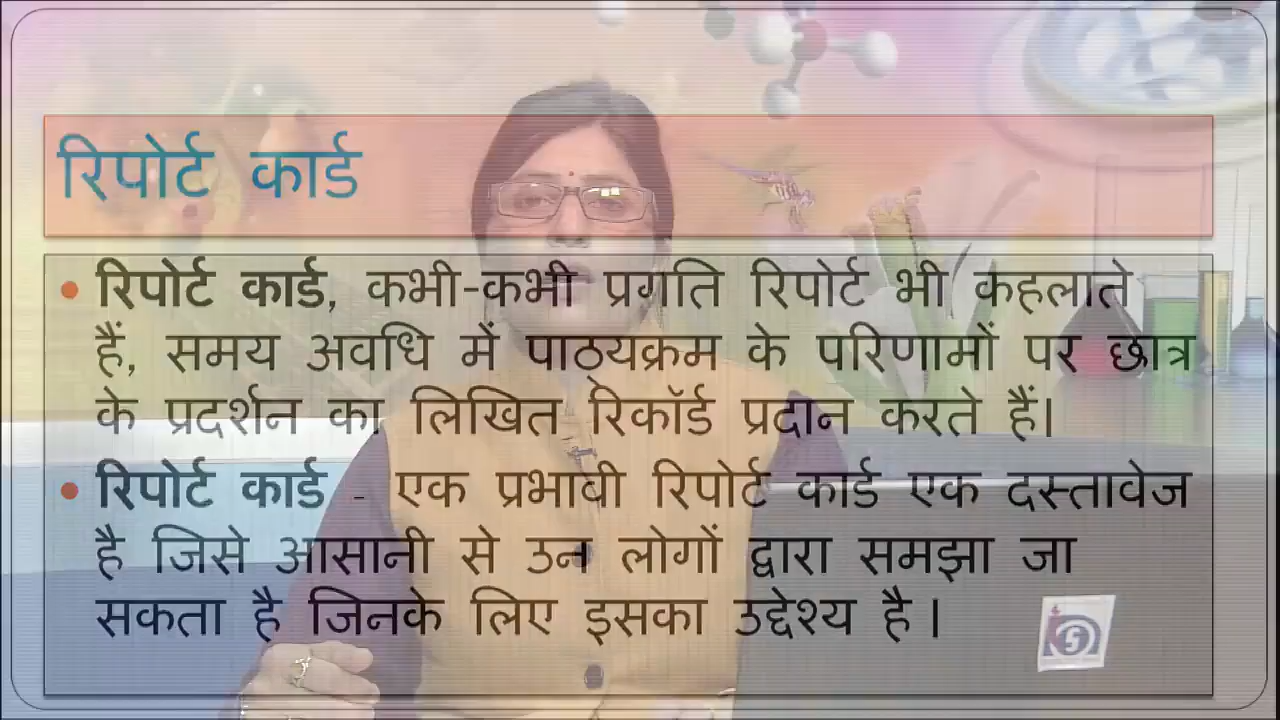 रिपोर्ट कार्ड
• रिपोर्ट कार्ड, कभी-कभी प्रगति रिपोर्ट भी कहलाते
हैं, समय अवधि में पाठ्यक्रम के परिणामों पर छात्र
के प्रदर्शन का लिखित रिकॉर्ड प्रदान करते हैं।
• रिपोर्ट कार्ड - एक प्रभावी रिपोर्ट कार्ड एक दस्तावेज
है जिसे आसानी से उन लोगों द्वारा समझा जा
सकता है जिनके लिए इसका उद्देश्य है ।